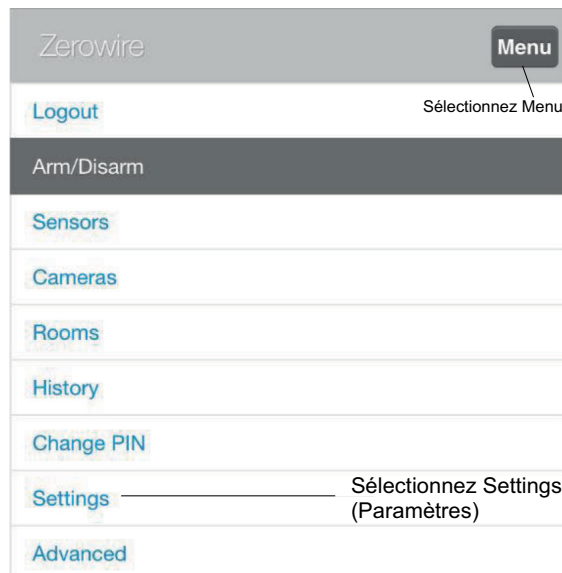 Zerowire
Menu
Sélectionnez Menu
Logout
Arm/Disarm
Sensors
Cameras
Rooms
History
Change PIN
Settings
Sélectionnez Settings
(Paramètres)
Advanced